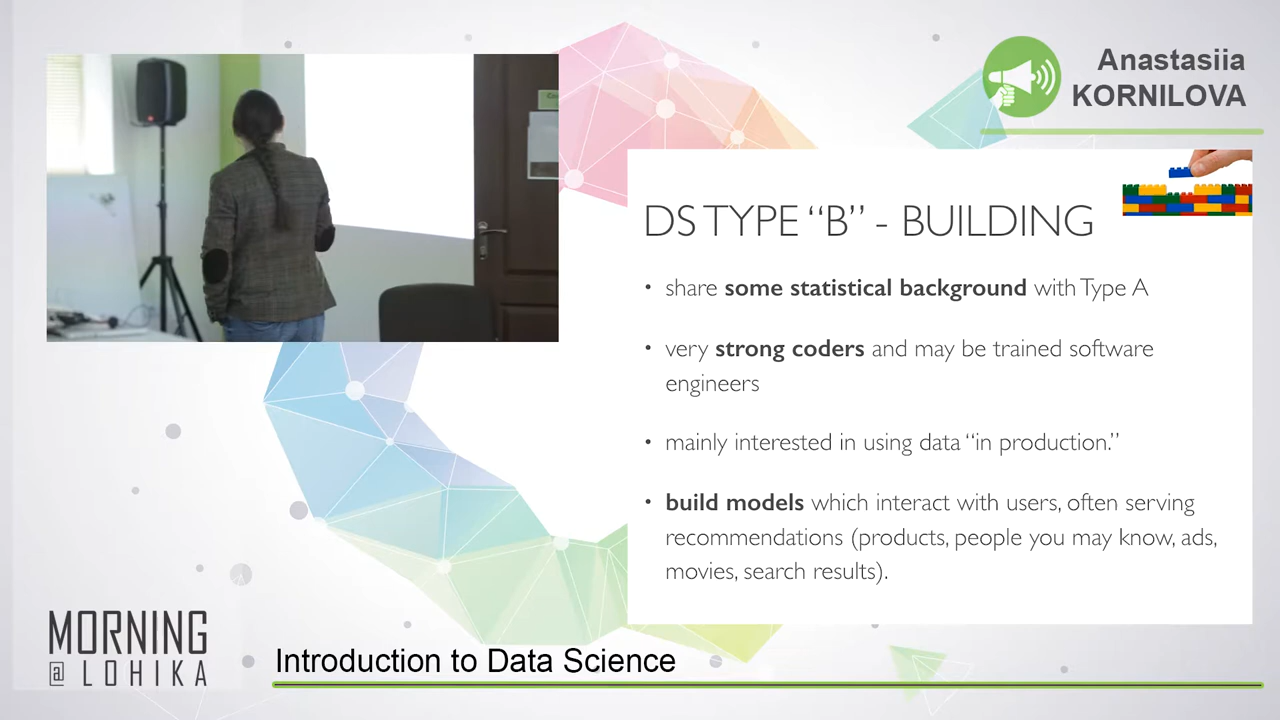 Anastasiia
KORNILOVA
DS TYPE “B” - BUILDING
• share some statistical background with Type A
• very strong coders and may be trained software
engineers
• mainly interested in using data “in production.”
• build models which interact with users, often serving
recommendations (products, people you may know, ads,
movies, search results).
MORNING
@ LOHIKA
Introduction to Data Science